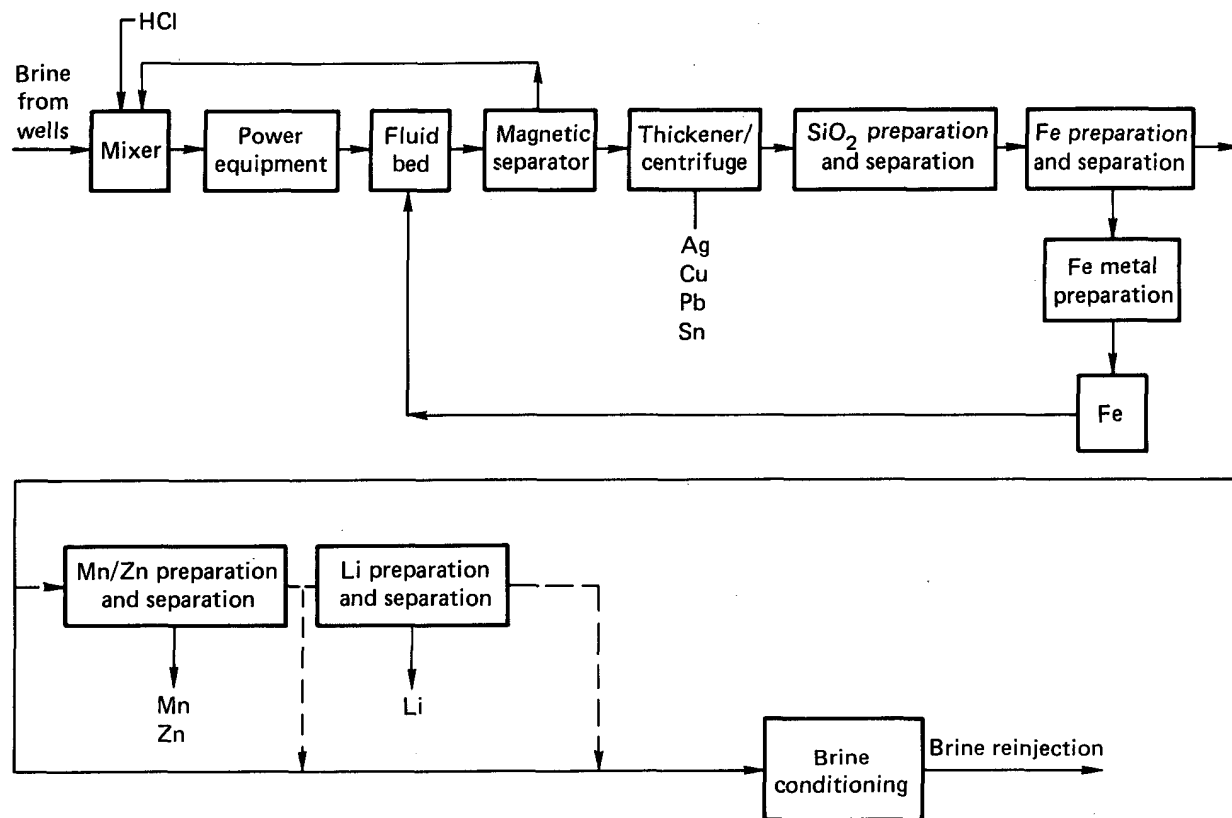 HCl
Brine
from
wells
Mixer
Power
equipment
Fluid
bed
Magnetic
separator
Thickener/
centrifuge
SiO2 preparation
and separation
Fe preparation
and separation
Ag
Cu
Pb
Sn
Fe metal
preparation
Fe
Mn/Zn preparation
and separation
Li preparation
and separation
Mn
Zn
Li
Brine
conditioning
Brine reinjection